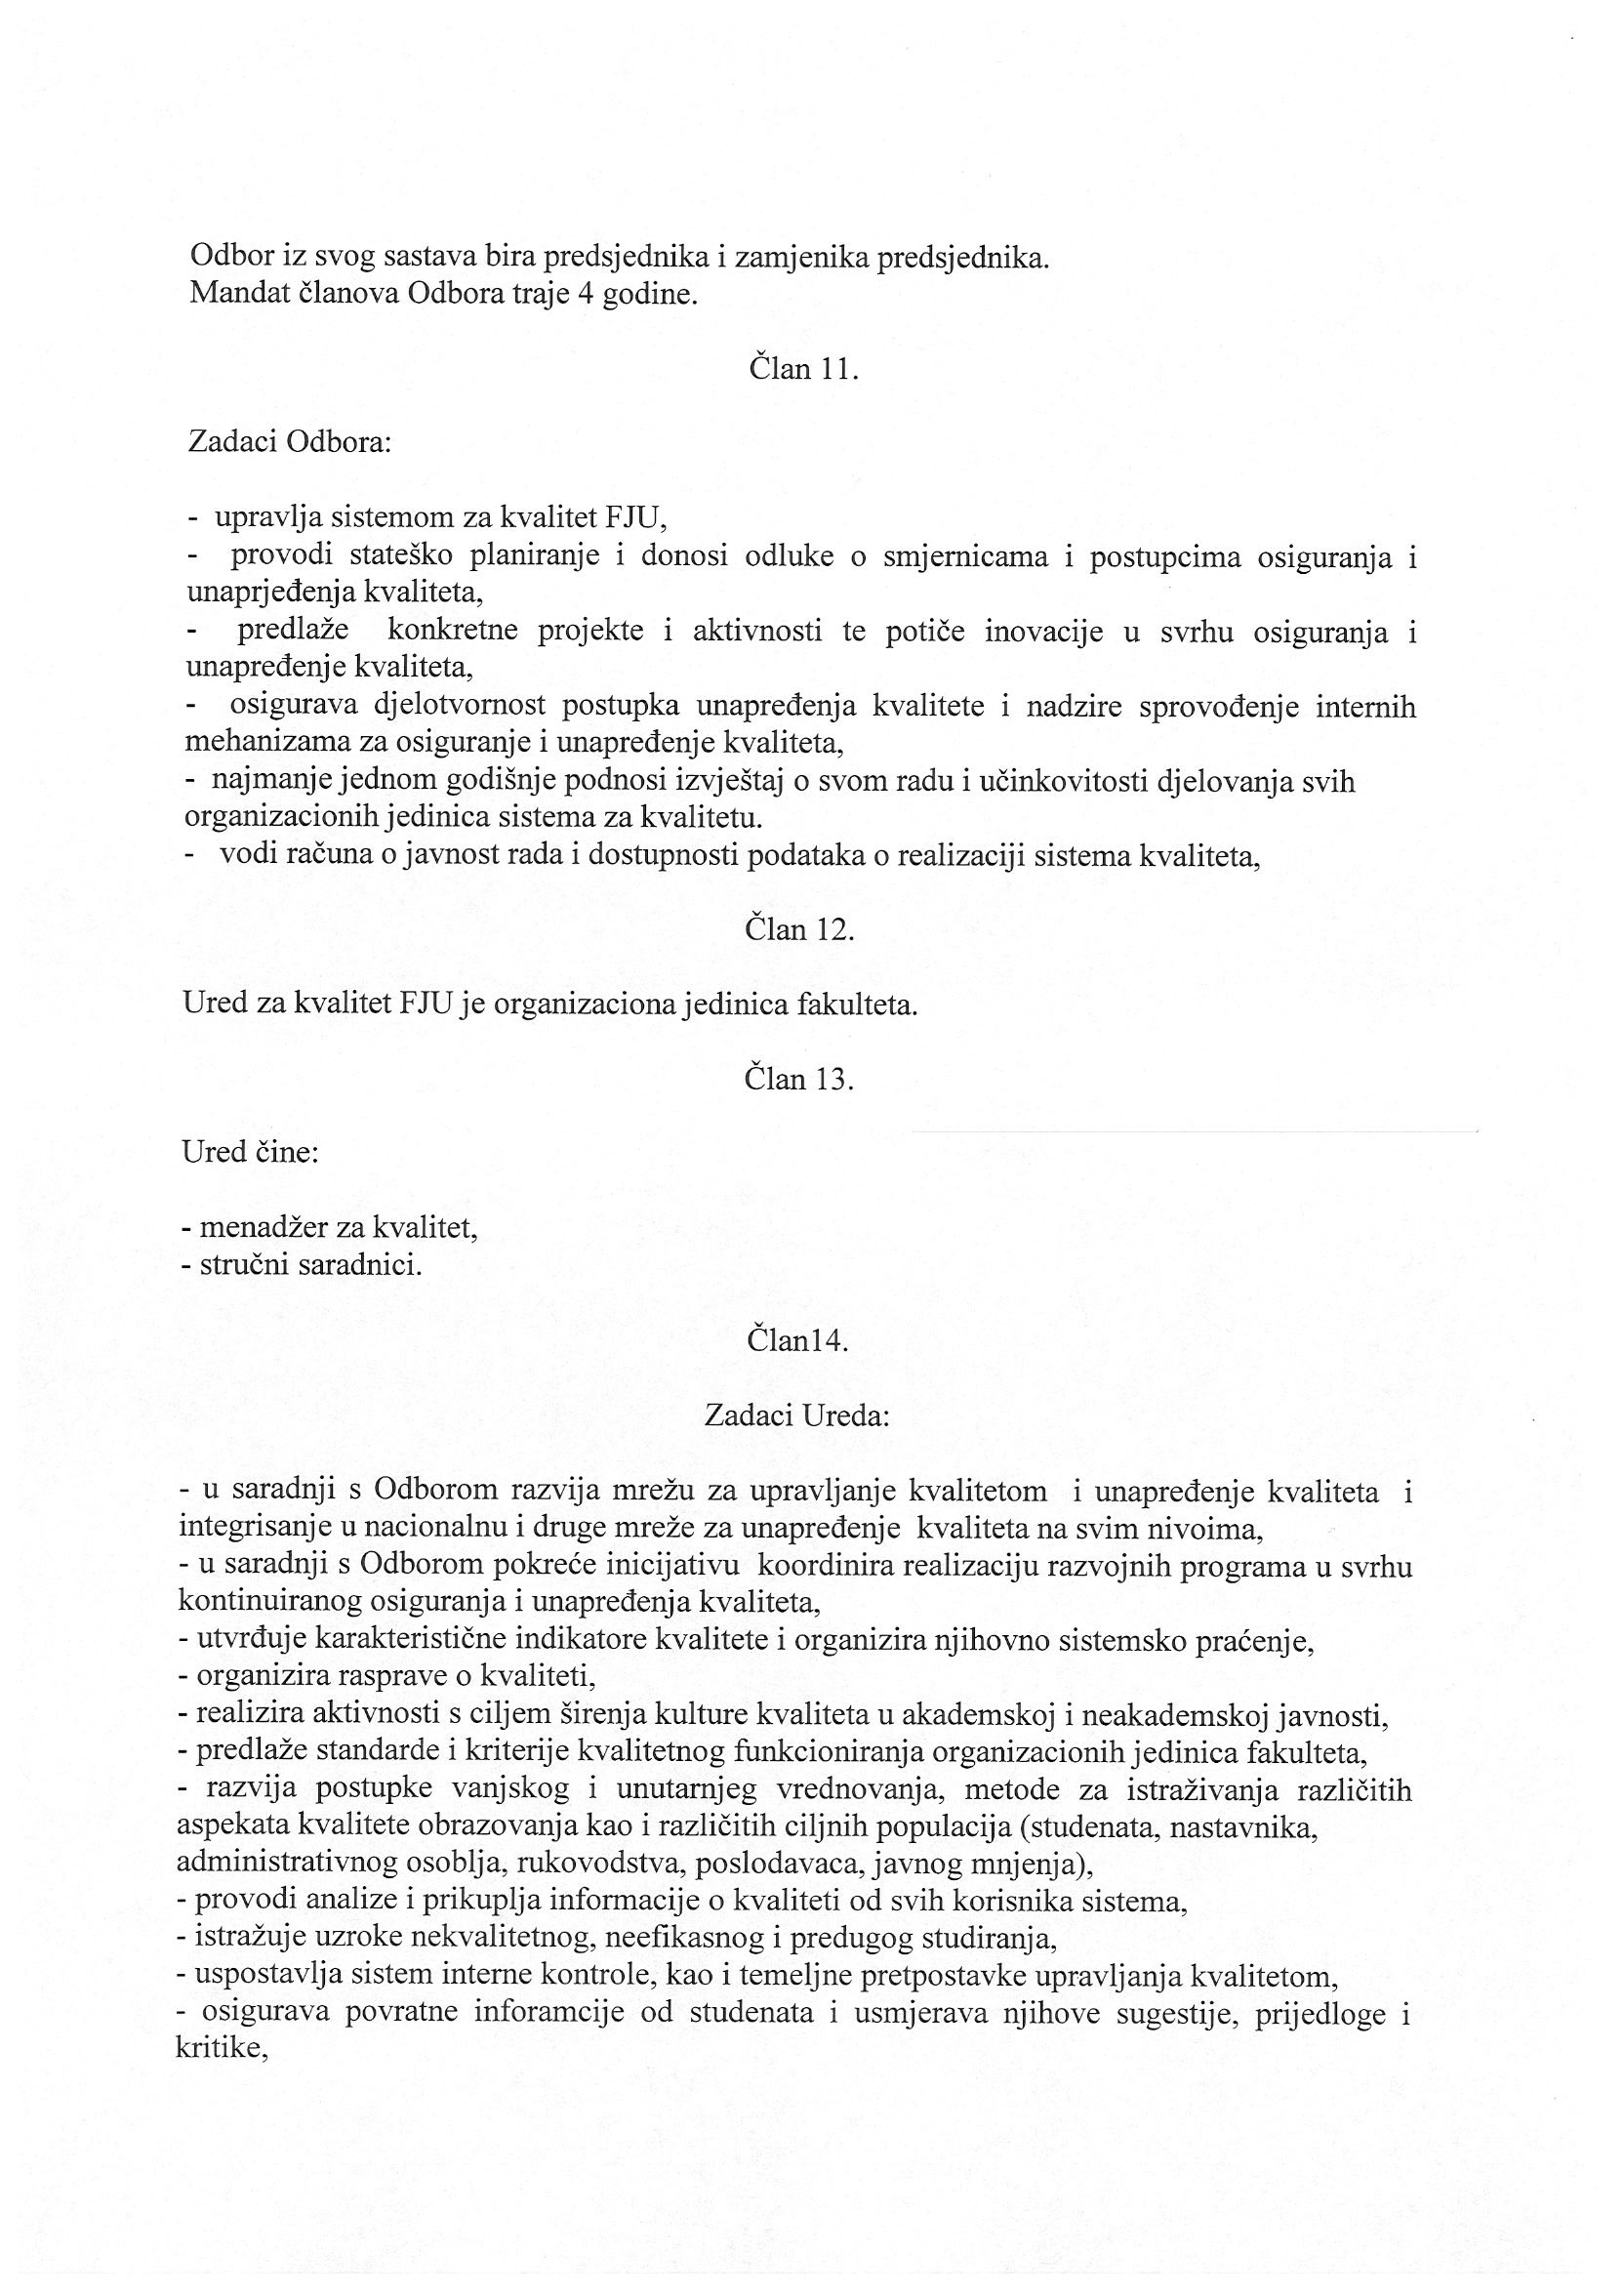 Odbor iz svog sastava bira predsjednika i zamjenika predsjednika.
Mandat članova Odbora traje 4 godine.
Član 11.
Zadaci Odbora:
- upravlja sistemom za kvalitet FJU,
- provodi stateško planiranje i donosi odluke o smjernicama i postupcima osiguranja i
unaprjeđenja kvaliteta,
- predlaže konkretne projekte i aktivnosti te potiče inovacije u svrhu osiguranja i
unapređenje kvaliteta,
- osigurava djelotvornost postupka unapređenja kvalitete i nadzire sprovođenje internih
mehanizama za osiguranje i unapređenje kvaliteta,
- najmanje jednom godišnje podnosi izvještaj o svom radu i učinkovitosti djelovanja svih
organizacionih jedinica sistema za kvalitetu.
- vodi računa o javnost rada i dostupnosti podataka o realizaciji sistema kvaliteta,
Član 12.
Ured za kvalitet FJU je organizaciona jedinica fakulteta.
Član 13.
Ured čine:
- menadžer za kvalitet,
- stručni saradnici.
Član14.
Zadaci Ureda:
- u saradnji s Odborom razvija mrežu za upravljanje kvalitetom i unapređenje kvaliteta i
integrisanje u nacionalnu i druge mreže za unapređenje kvaliteta na svim nivoima,
- u saradnji s Odborom pokreće inicijativu koordinira realizaciju razvojnih programa u svrhu
kontinuiranog osiguranja i unapređenja kvaliteta,
- utvrđuje karakteristične indikatore kvalitete i organizira njihovno sistemsko praćenje,
- organizira rasprave o kvaliteti,
- realizira aktivnosti s ciljem širenja kulture kvaliteta u akademskoj i neakademskoj javnosti,
- predlaže standarde i kriterije kvalitetnog funkcioniranja organizacionih jedinica fakulteta,
- razvija postupke vanjskog i unutarnjeg vrednovanja, metode za istraživanja različitih
aspekata kvalitete obrazovanja kao i različitih ciljnih populacija (studenata, nastavnika,
administrativnog osoblja, rukovodstva, poslodavaca, javnog mnjenja),
- provodi analize i prikuplja informacije o kvaliteti od svih korisnika sistema,
- istražuje uzroke nekvalitetnog, neefikasnog i predugog studiranja,
- uspostavlja sistem interne kontrole, kao i temeljne pretpostavke upravljanja kvalitetom,
- osigurava povratne inforamcije od studenata i usmjerava njihove sugestije, prijedloge i
kritike,